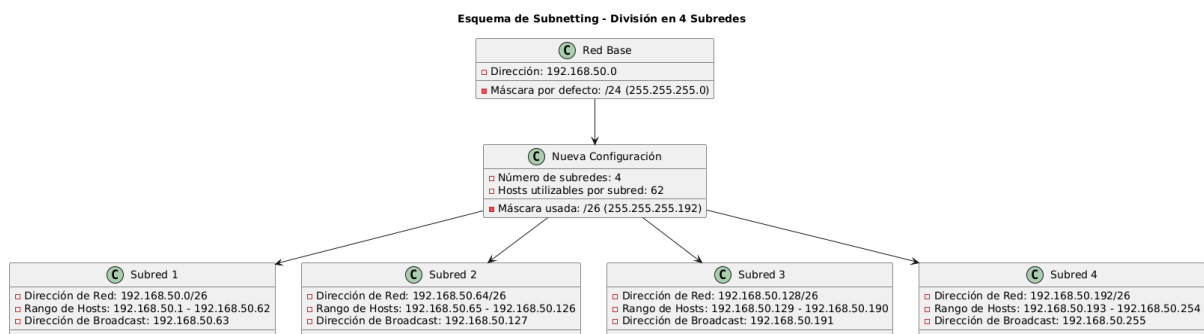 Esquema de Subnetting - División en 4 Subredes
C Red Base
Dirección: 192.168.50.0
Máscara por defecto: /24 (255.255.255.0)
C Nueva Configuración
Número de subredes: 4
Hosts utilizables por subred: 62
Máscara usada: /26 (255.255.255.192)
C Subred 1
Dirección de Red: 192.168.50.0/26
Rango de Hosts: 192.168.50.1 - 192.168.50.62
Dirección de Broadcast: 192.168.50.63
C Subred 2
Dirección de Red: 192.168.50.64/26
Rango de Hosts: 192.168.50.65 - 192.168.50.126
Dirección de Broadcast: 192.168.50.127
C Subred 3
Dirección de Red: 192.168.50.128/26
Rango de Hosts: 192.168.50.129 - 192.168.50.190
Dirección de Broadcast: 192.168.50.191
C Subred 4
Dirección de Red: 192.168.50.192/26
Rango de Hosts: 192.168.50.193 - 192.168.50.254
Dirección de Broadcast: 192.168.50.255